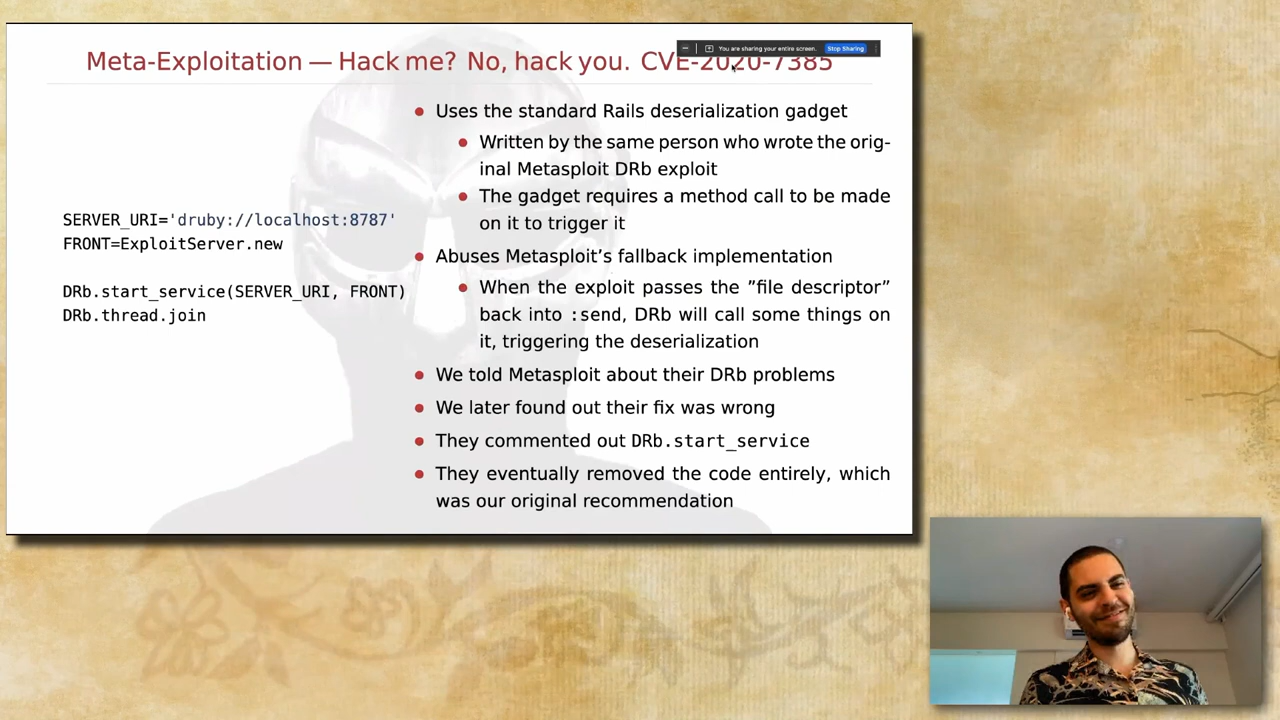 Meta-Exploitation — Hack me? No, hack you. CVE-2020-7385
You are sharing your entire screen.
Stop Sharing
SERVER_URI='druby://localhost:8787'
FRONT=ExploitServer.new
DRb.start_service(SERVER_URI, FRONT)
DRb.thread.join
Uses the standard Rails deserialization gadget
Written by the same person who wrote the orig-
inal Metasploit DRb exploit
The gadget requires a method call to be made
on it to trigger it
Abuses Metasploit’s fallback implementation
When the exploit passes the ”file descriptor”
back into :send, DRb will call some things on
it, triggering the deserialization
We told Metasploit about their DRb problems
We later found out their fix was wrong
They commented out DRb.start_service
They eventually removed the code entirely, which
was our original recommendation